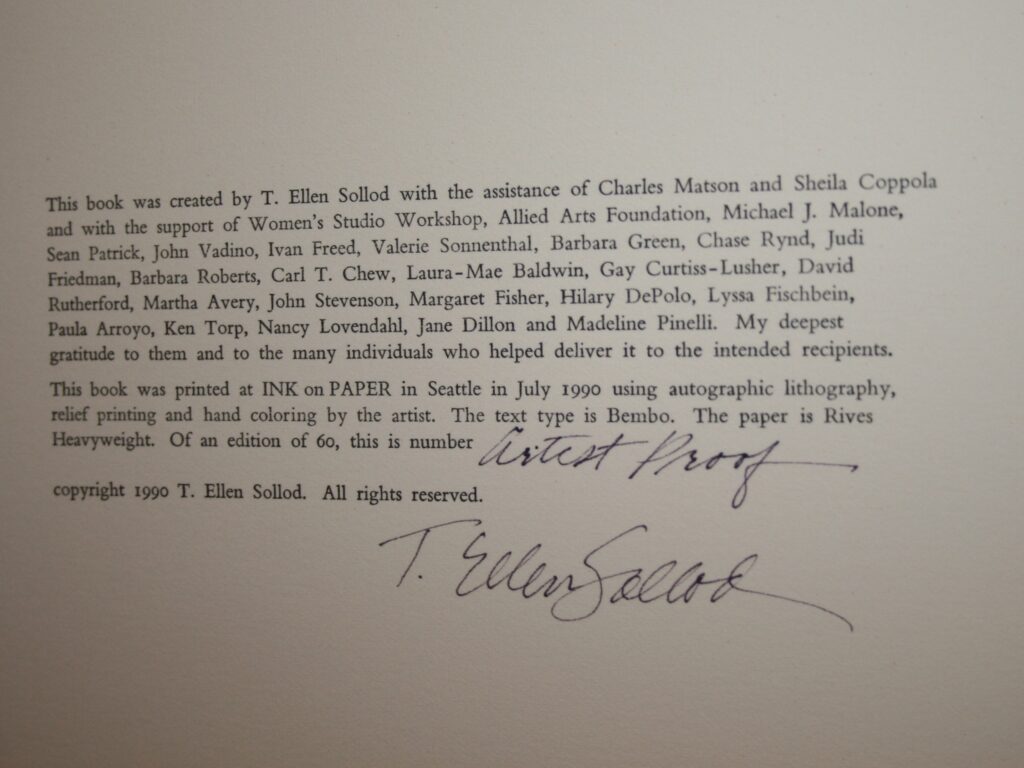 This book was created by T. Ellen Sollod with the assistance of Charles Matson and Sheila Coppola
and with the support of Women's Studio Workshop, Allied Arts Foundation, Michael J. Malone,
Sean Patrick, John Vadino, Ivan Freed, Valerie Sonnenthal, Barbara Green, Chase Rynd, Judi
Friedman, Barbara Roberts, Carl T. Chew, Laura-Mae Baldwin, Gay Curtiss-Lusher, David
Rutherford, Martha Avery, John Stevenson, Margaret Fisher, Hilary DePolo, Lyssa Fischbein,
Paula Arroyo, Ken Torp, Nancy Lovendahl, Jane Dillon and Madeline Pinelli. My deepest
gratitude to them and to the many individuals who helped deliver it to the intended recipients.
This book was printed at INK on PAPER in Seattle in July 1990 using autographic lithography,
relief printing and hand coloring by the artist. The text type is Bembo. The paper is Rives
Heavyweight. Of an edition of 60, this is number Artist Proof
copyright 1990 T. Ellen Sollod. All rights reserved.
T. Ellen Sollod